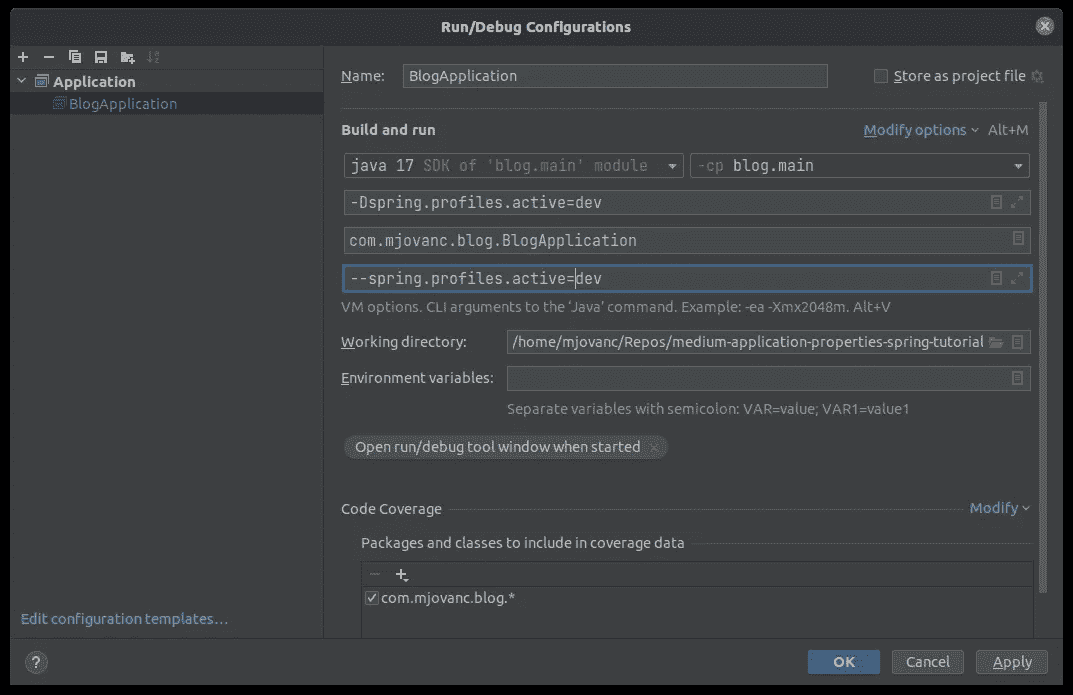 Run/Debug Configurations
Application
BlogApplication
Edit configuration templates...
Name: BlogApplication Store as project file
Build and run Modify options Alt+M
java 17 SDK of 'blog.main' module -cp blog.main
-Dspring.profiles.active=dev
com.mjovanc.blog.BlogApplication
--spring.profiles.active=dev
VM options. CLI arguments to the ‘Java’ command. Example: -ea -Xmx2048m. Alt+V
Working directory: /home/mjovanc/Repos/medium-application-properties-spring-tutorial
Environment variables:
Separate variables with semicolon: VAR=value; VAR1=value1
Open run/debug tool window when started
Code Coverage Modify
Packages and classes to include in coverage data
com.mjovanc.blog.*
? OK Cancel Apply